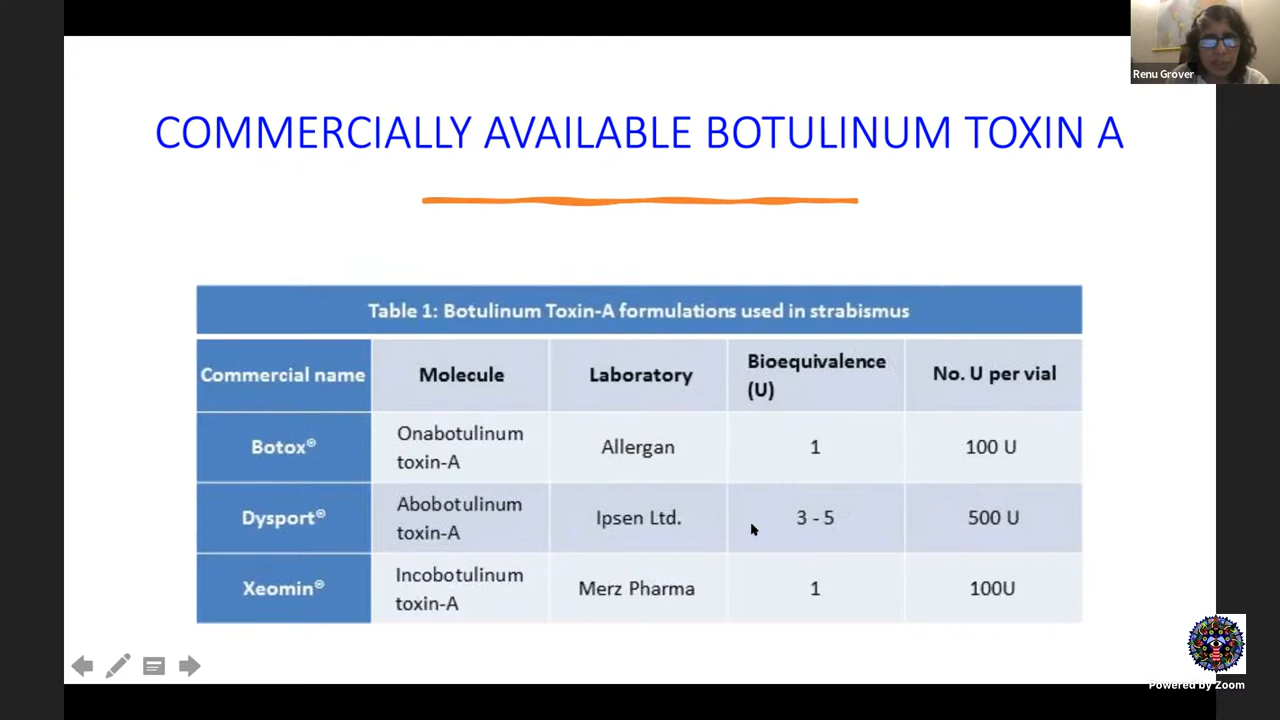 Renu Grover
COMMERCIALLY AVAILABLE BOTULINUM TOXIN A
Table 1: Botulinum Toxin-A formulations used in strabismus
Commercial name Molecule Laboratory Bioequivalence (U) No. U per vial
Botox® Onabotulinum toxin-A Allergan 1 100 U
Dysport® Abobotulinum toxin-A Ipsen Ltd. 3 - 5 500 U
Xeomin® Incobotulinum toxin-A Merz Pharma 1 100U
Powered by Zoom